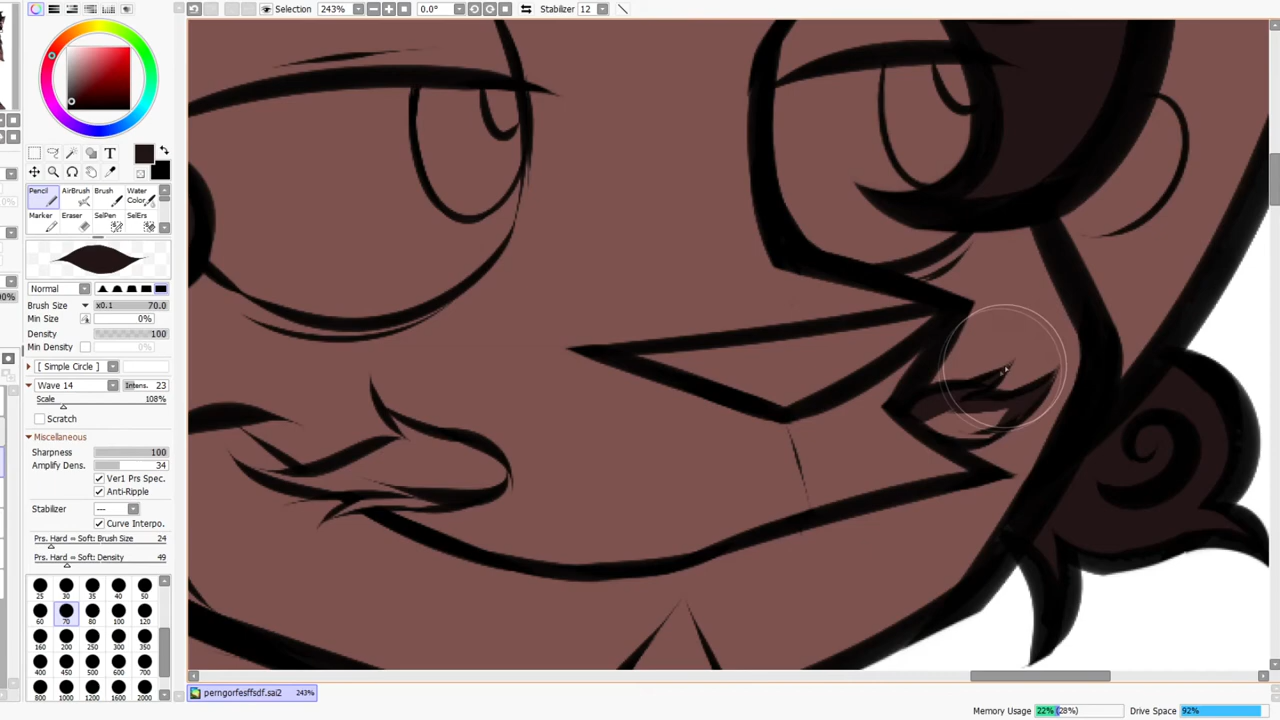 Selection 243% 0.0° Stabilizer 12
T
Pencil AirBrush Brush Water Color
Marker Eraser SelPen SelErs
Normal
Brush Size x0.1 70.0
Min Size 0%
Density 100
Min Density
[ Simple Circle ]
Wave 14 Intens. 23
Scale 108%
Scratch
Miscellaneous
Sharpness 100
Amplify Dens. 34
Ver1 Prs Spec.
Anti-Ripple
Stabilizer ---
Curve Interpo.
Prs. Hard ⇔ Soft: Brush Size 24
Prs. Hard ⇔ Soft: Density 49
25 30 35 40 50
60 70 80 100 120
160 200 250 300 350
400 450 500 600 700
800 1000 1200 1600 2000
perngorfesffsdf.sai2 243%
Memory Usage 22% (28%) Drive Space 92%